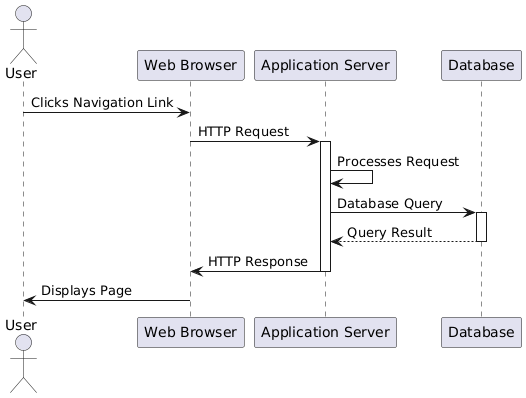 User
Web Browser
Application Server
Database
Clicks Navigation Link
HTTP Request
Processes Request
Database Query
Query Result
HTTP Response
Displays Page
User
Web Browser
Application Server
Database